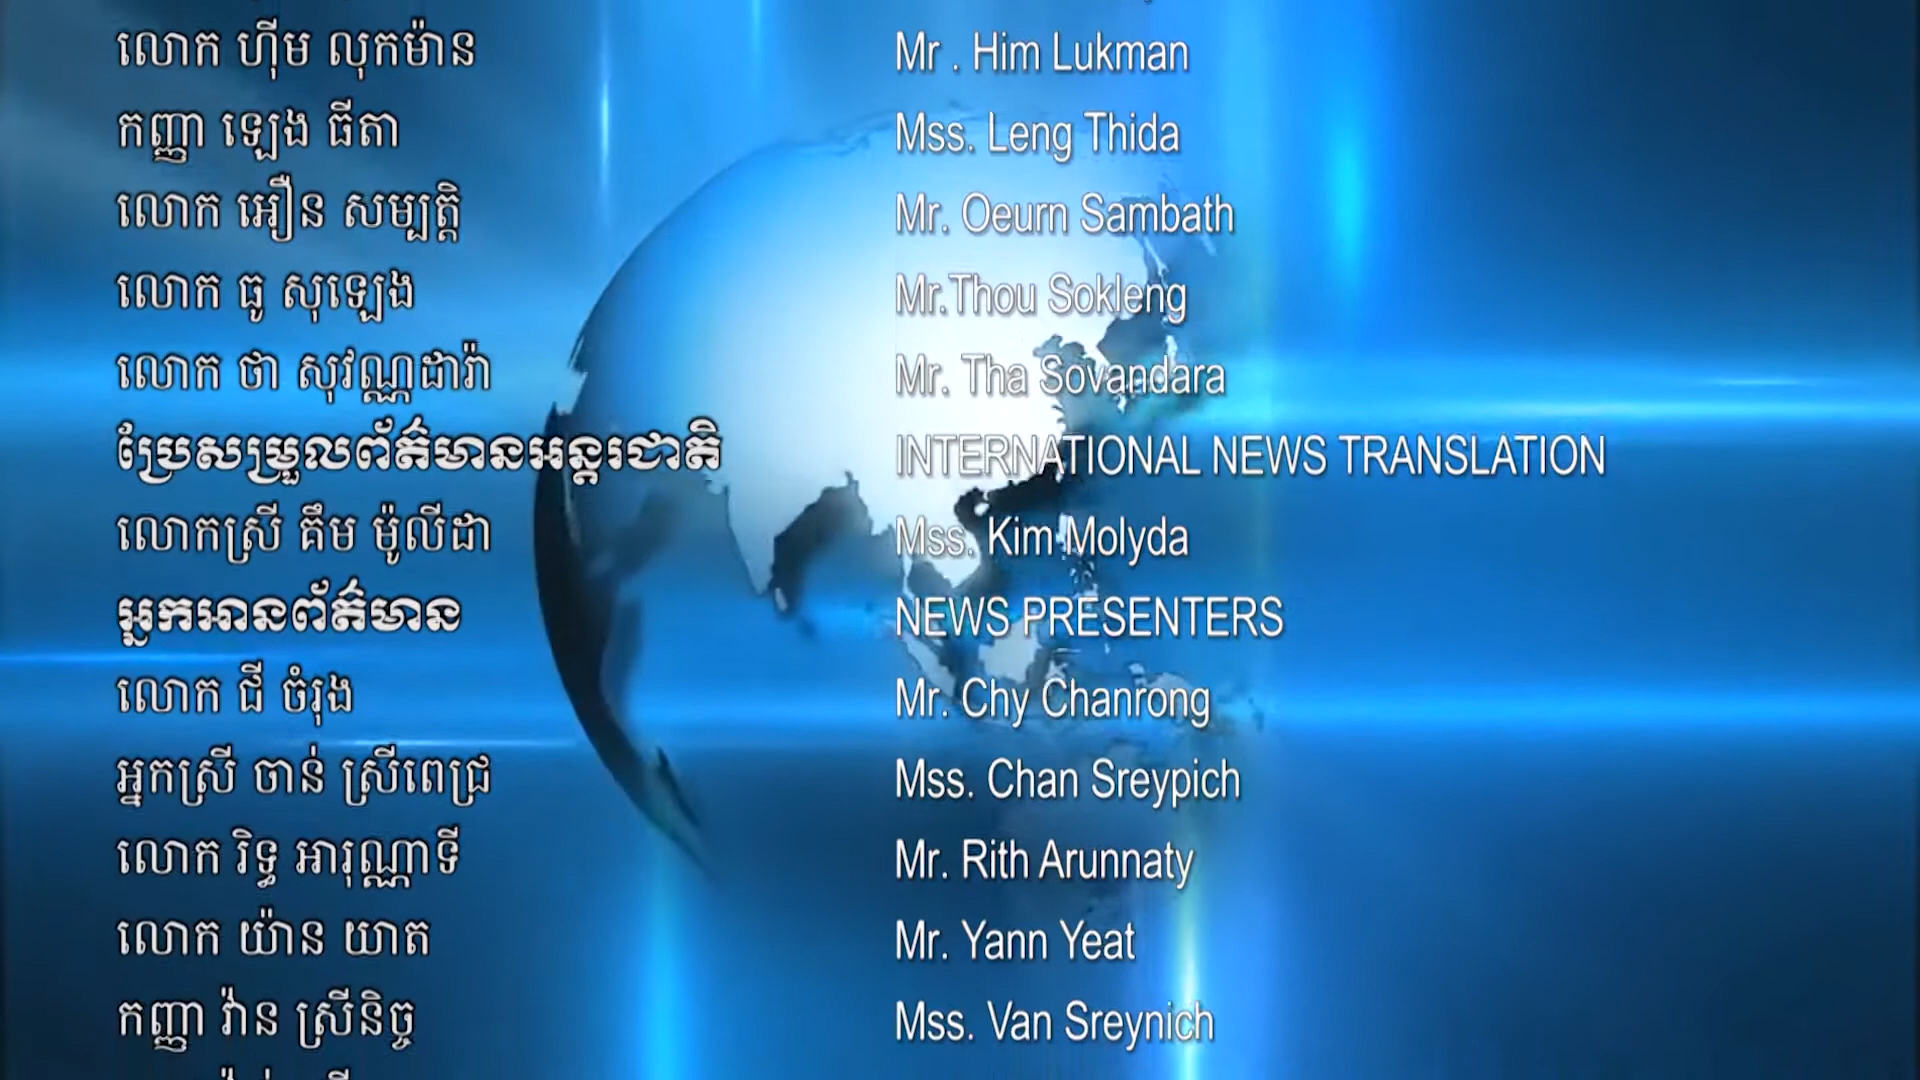 លោក ហ៊ីម លុកម៉ាន Mr . Him Lukman
កញ្ញា ឡេង ធីតា Mss. Leng Thida
លោក អឿន សម្បត្តិ Mr. Oeurn Sambath
លោក ធូ សុឡេង Mr.Thou Sokleng
លោក ថា សុវណ្ណដារ៉ា Mr. Tha Sovandara
ប្រែសម្រួលព័ត៌មានអន្តរជាតិ INTERNATIONAL NEWS TRANSLATION
លោកស្រី គឹម ម៉ូលីដា Mss. Kim Molyda
អ្នកអានព័ត៌មាន NEWS PRESENTERS
លោក ជី ចំរុង Mr. Chy Chanrong
អ្នកស្រី ចាន់ ស្រីពេជ្រ Mss. Chan Sreypich
លោក រិទ្ធ អារុណ្ណាទី Mr. Rith Arunnaty
លោក យ៉ាន យាត Mr. Yann Yeat
កញ្ញា វ៉ាន ស្រីនិច្ច Mss. Van Sreynich